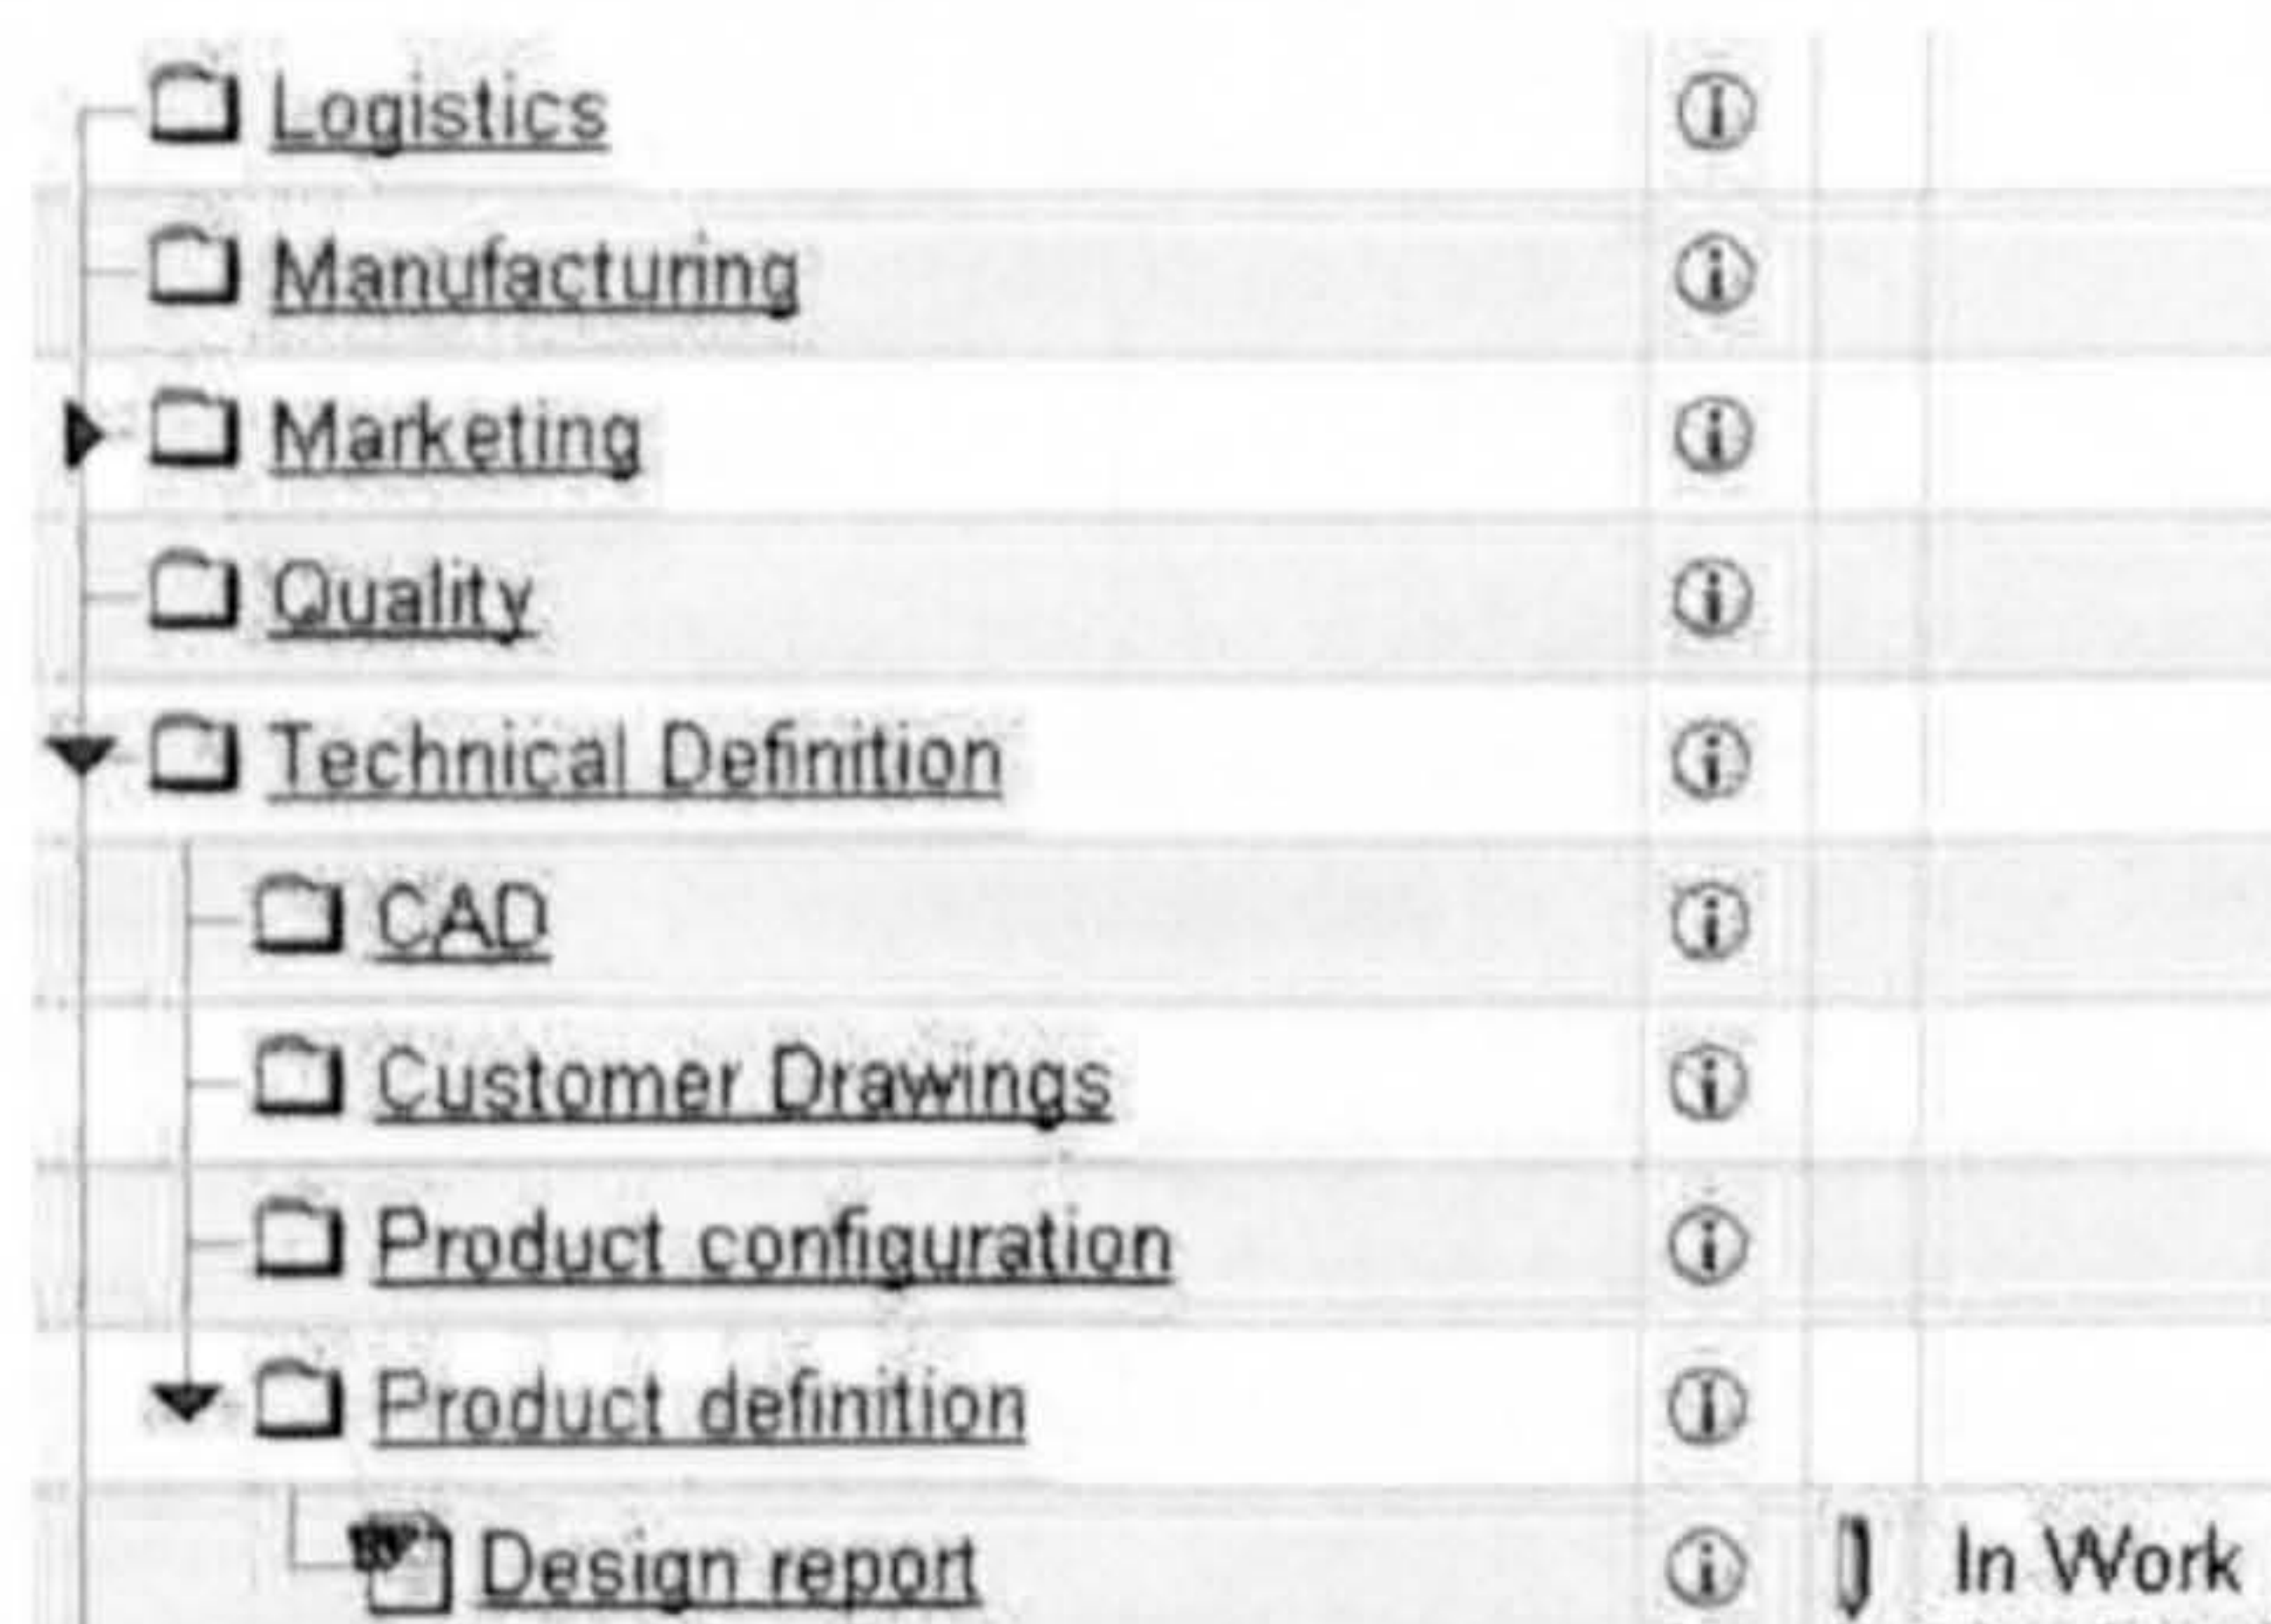 Logistics
Manufacturing
Marketing
Quality
Technical Definition
CAD
Customer Drawings
Product configuration
Product definition
Design report In Work